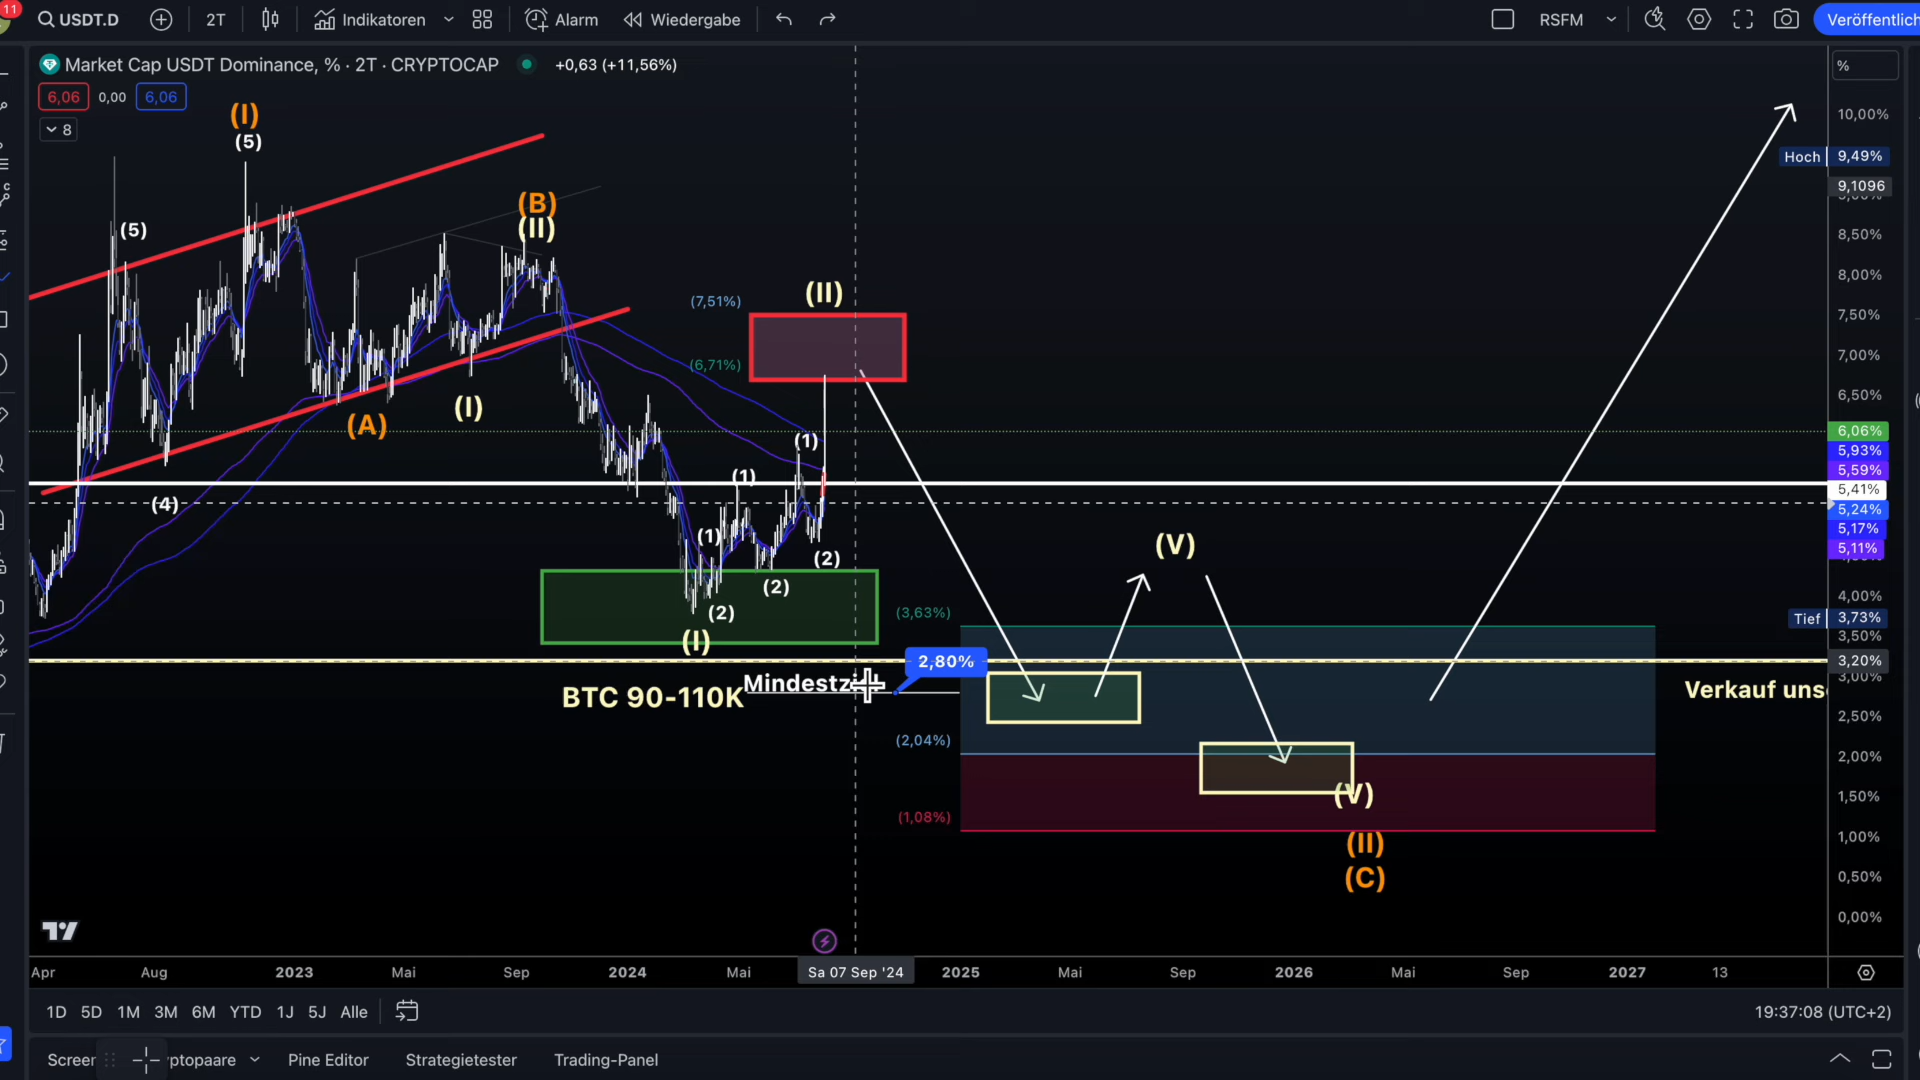 11
USDT.D
2T
Indikatoren
Alarm
Wiedergabe
RSFM
Veröffentlich
Market Cap USDT Dominance, % · 2T · CRYPTOCAP
+0,63 (+11,56%)
6,06
0,00
6,06
8
%
(I)
(5)
(5)
(B)
(II)
(II)
(7,51%)
(6,71%)
(A)
(I)
(4)
(1)
(1)
(1)
(2)
(2)
(2)
(I)
(V)
(3,63%)
2,80%
BTC 90-110K
Mindestz
Verkauf uns
(2,04%)
(1,08%)
(V)
(II)
(C)
10,00%
Hoch
9,49%
9,1096
8,50%
8,00%
7,50%
7,00%
6,50%
6,06%
5,93%
5,59%
5,41%
5,24%
5,17%
5,11%
4,00%
Tief
3,73%
3,50%
3,20%
3,00%
2,50%
2,00%
1,50%
1,00%
0,50%
0,00%
Apr
Aug
2023
Mai
Sep
2024
Mai
Sa 07 Sep '24
2025
Mai
Sep
2026
Mai
Sep
2027
13
1D
5D
1M
3M
6M
YTD
1J
5J
Alle
19:37:08 (UTC+2)
Screer
yptopaare
Pine Editor
Strategietester
Trading-Panel